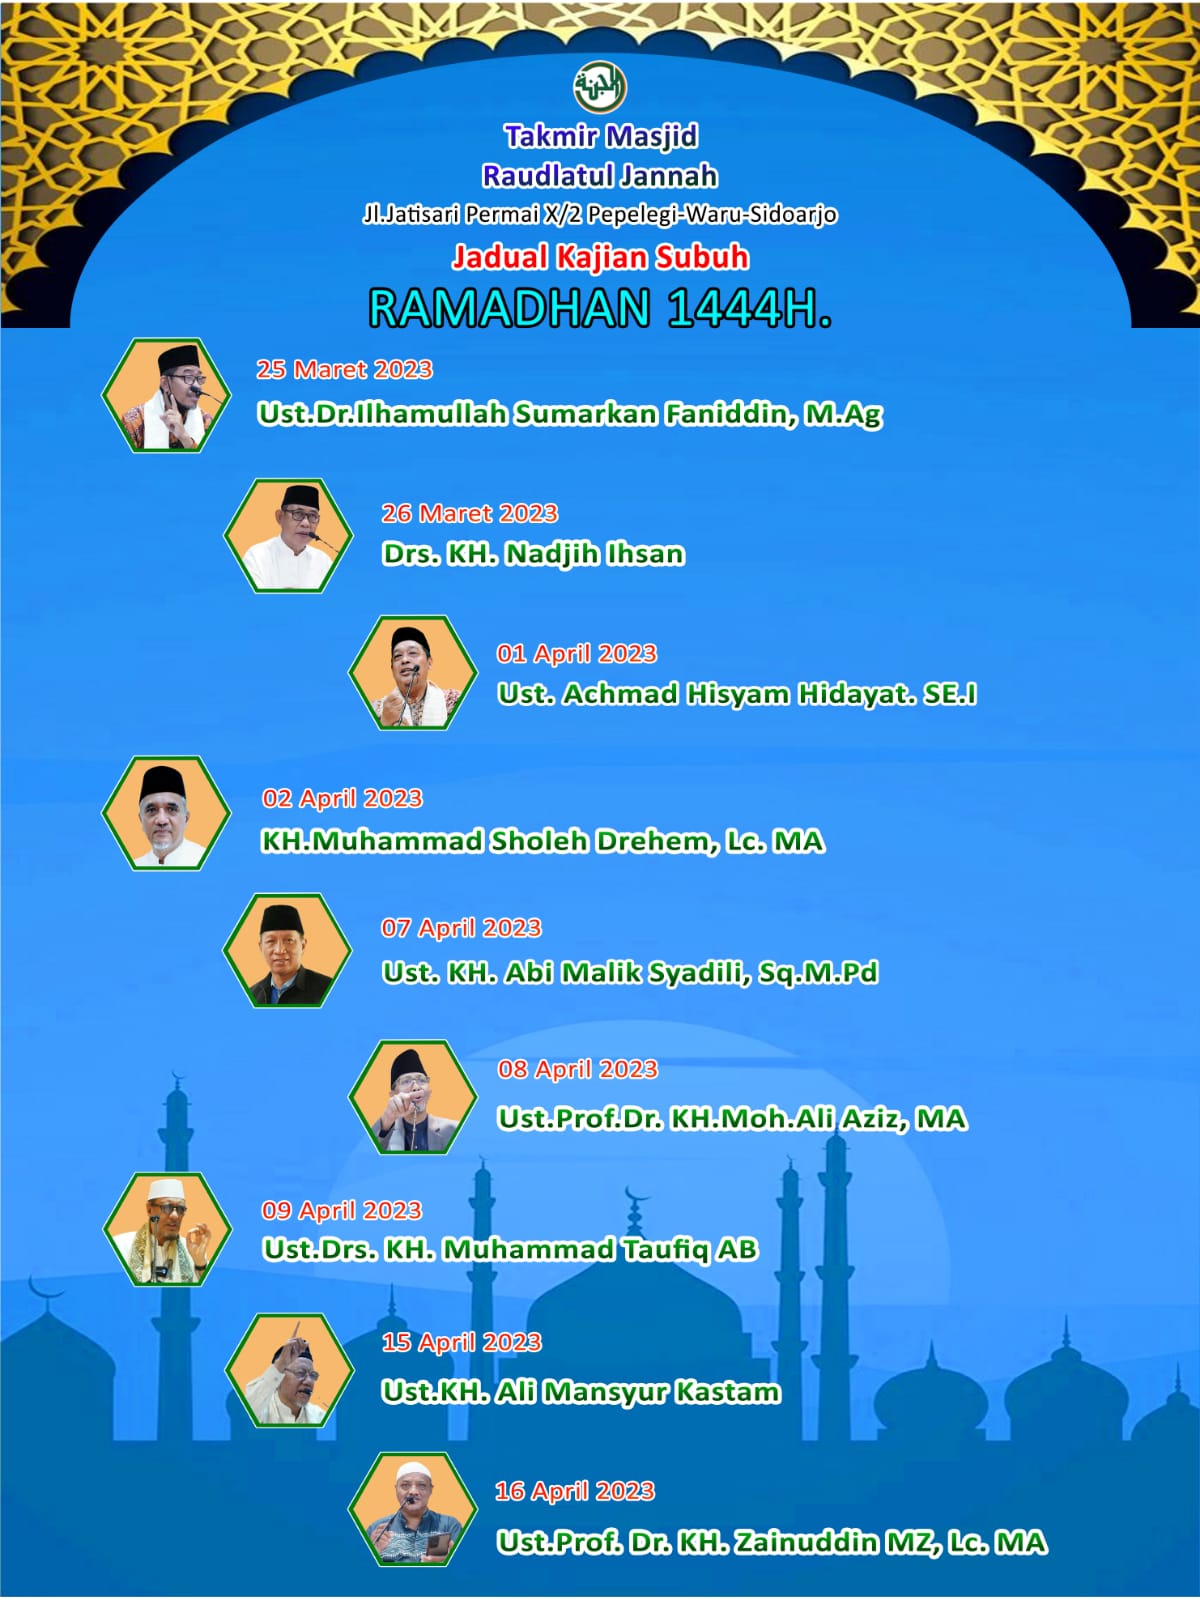 Takmir Masjid
Raudlatul Jannah
Jl.Jatisari Permai X/2 Pepelegi-Waru-Sidoarjo
Jadual Kajian Subuh
RAMADHAN 1444H.
25 Maret 2023
Ust.Dr.Ilhamullah Sumarkan Faniddin, M.Ag
26 Maret 2023
Drs. KH. Nadjih Ihsan
01 April 2023
Ust. Achmad Hisyam Hidayat. SE.I
02 April 2023
KH.Muhammad Sholeh Drehem, Lc. MA
07 April 2023
Ust. KH. Abi Malik Syadili, Sq.M.Pd
08 April 2023
Ust.Prof.Dr. KH.Moh.Ali Aziz, MA
09 April 2023
Ust.Drs. KH. Muhammad Taufiq AB
15 April 2023
Ust.KH. Ali Mansyur Kastam
16 April 2023
Ust.Prof. Dr. KH. Zainuddin MZ, Lc. MA